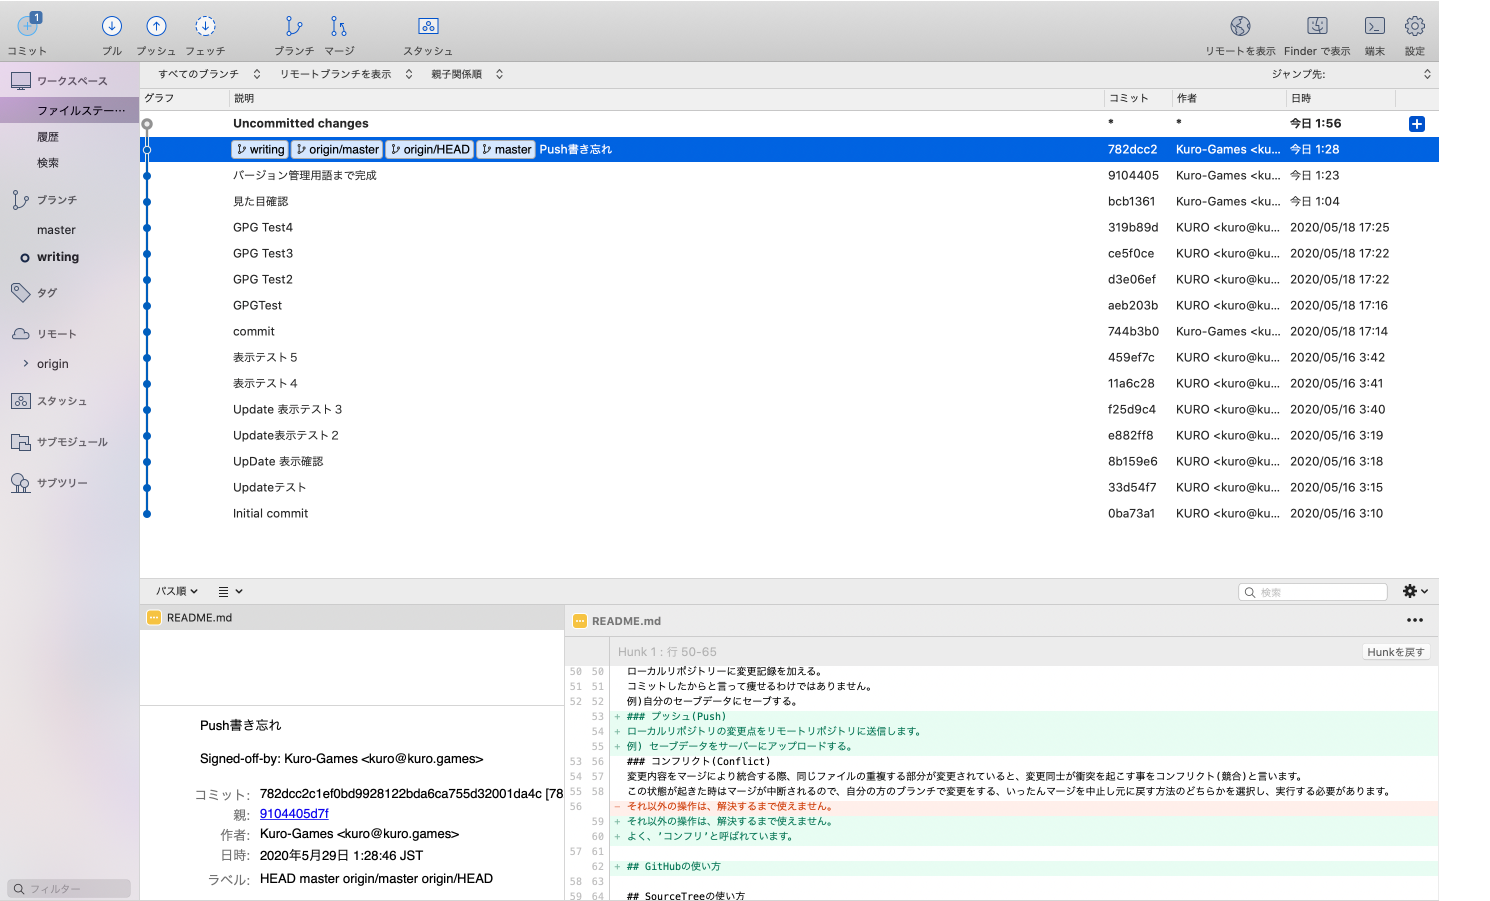 1
コミット プル プッシュ フェッチ ブランチ マージ スタッシュ リモートを表示 Finder で表示 端末 設定
ワークスペース
ファイルステー…
履歴
検索
ブランチ
master
writing
タグ
リモート
origin
スタッシュ
サブモジュール
サブツリー
フィルター
すべてのブランチ リモートブランチを表示 親子関係順 ジャンプ先:
グラフ 説明 コミット 作者 日時
Uncommitted changes * * 今日 1:56
writing origin/master origin/HEAD master Push書き忘れ 782dcc2 Kuro-Games <ku... 今日 1:28
バージョン管理用語まで完成 9104405 Kuro-Games <ku... 今日 1:23
見た目確認 bcb1361 Kuro-Games <ku... 今日 1:04
GPG Test4 319b89d KURO <kuro@ku... 2020/05/18 17:25
GPG Test3 ce5f0ce KURO <kuro@ku... 2020/05/18 17:22
GPG Test2 d3e06ef KURO <kuro@ku... 2020/05/18 17:22
GPGTest aeb203b KURO <kuro@ku... 2020/05/18 17:16
commit 744b3b0 Kuro-Games <ku... 2020/05/18 17:14
表示テスト５ 459ef7c KURO <kuro@ku... 2020/05/16 3:42
表示テスト４ 11a6c28 KURO <kuro@ku... 2020/05/16 3:41
Update 表示テスト３ f25d9c4 KURO <kuro@ku... 2020/05/16 3:40
Update表示テスト２ e882ff8 KURO <kuro@ku... 2020/05/16 3:19
UpDate 表示確認 8b159e6 KURO <kuro@ku... 2020/05/16 3:18
Updateテスト 33d54f7 KURO <kuro@ku... 2020/05/16 3:15
Initial commit 0ba73a1 KURO <kuro@ku... 2020/05/16 3:10
パス順 検索
README.md
Push書き忘れ
Signed-off-by: Kuro-Games <kuro@kuro.games>
コミット: 782dcc2c1ef0bd9928122bda6ca755d32001da4c [78
親: 9104405d7f
作者: Kuro-Games <kuro@kuro.games>
日時: 2020年5月29日 1:28:46 JST
ラベル: HEAD master origin/master origin/HEAD
README.md
Hunk 1 : 行 50-65 Hunkを戻す
50 50 ローカルリポジトリーに変更記録を加える。
51 51 コミットしたからと言って痩せるわけではありません。
52 52 例)自分のセーブデータにセーブする。
53 + ### プッシュ(Push)
54 + ローカルリポジトリの変更点をリモートリポジトリに送信します。
55 + 例) セーブデータをサーバーにアップロードする。
53 56 ### コンフリクト(Conflict)
54 57 変更内容をマージにより統合する際、同じファイルの重複する部分が変更されていると、変更同士が衝突を起こす事をコンフリクト(競合)と言います。
55 58 この状態が起きた時はマージが中断されるので、自分の方のブランチで変更をする、いったんマージを中止し元に戻す方法のどちらかを選択し、実行する必要があります。
56 - それ以外の操作は、解決するまで使えません。
59 + それ以外の操作は、解決するまで使えません。
60 + よく、'コンフリ'と呼ばれています。
57 61
62 + ## GitHubの使い方
58 63
59 64 ## SourceTreeの使い方